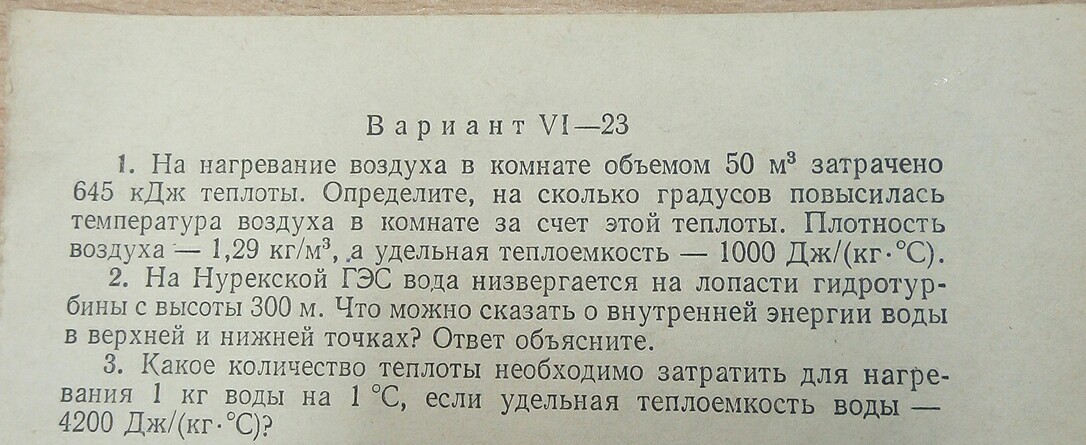 Вариант VI—23
1. На нагревание воздуха в комнате объемом 50 м³ затрачено
645 кДж теплоты. Определите, на сколько градусов повысилась
температура воздуха в комнате за счет этой теплоты. Плотность
воздуха — 1,29 кг/м³, а удельная теплоемкость — 1000 Дж/(кг·°С).
2. На Нурекской ГЭС вода низвергается на лопасти гидротур-
бины с высоты 300 м. Что можно сказать о внутренней энергии воды
в верхней и нижней точках? Ответ объясните.
3. Какое количество теплоты необходимо затратить для нагре-
вания 1 кг воды на 1 °С, если удельная теплоемкость воды —
4200 Дж/(кг·°С)?